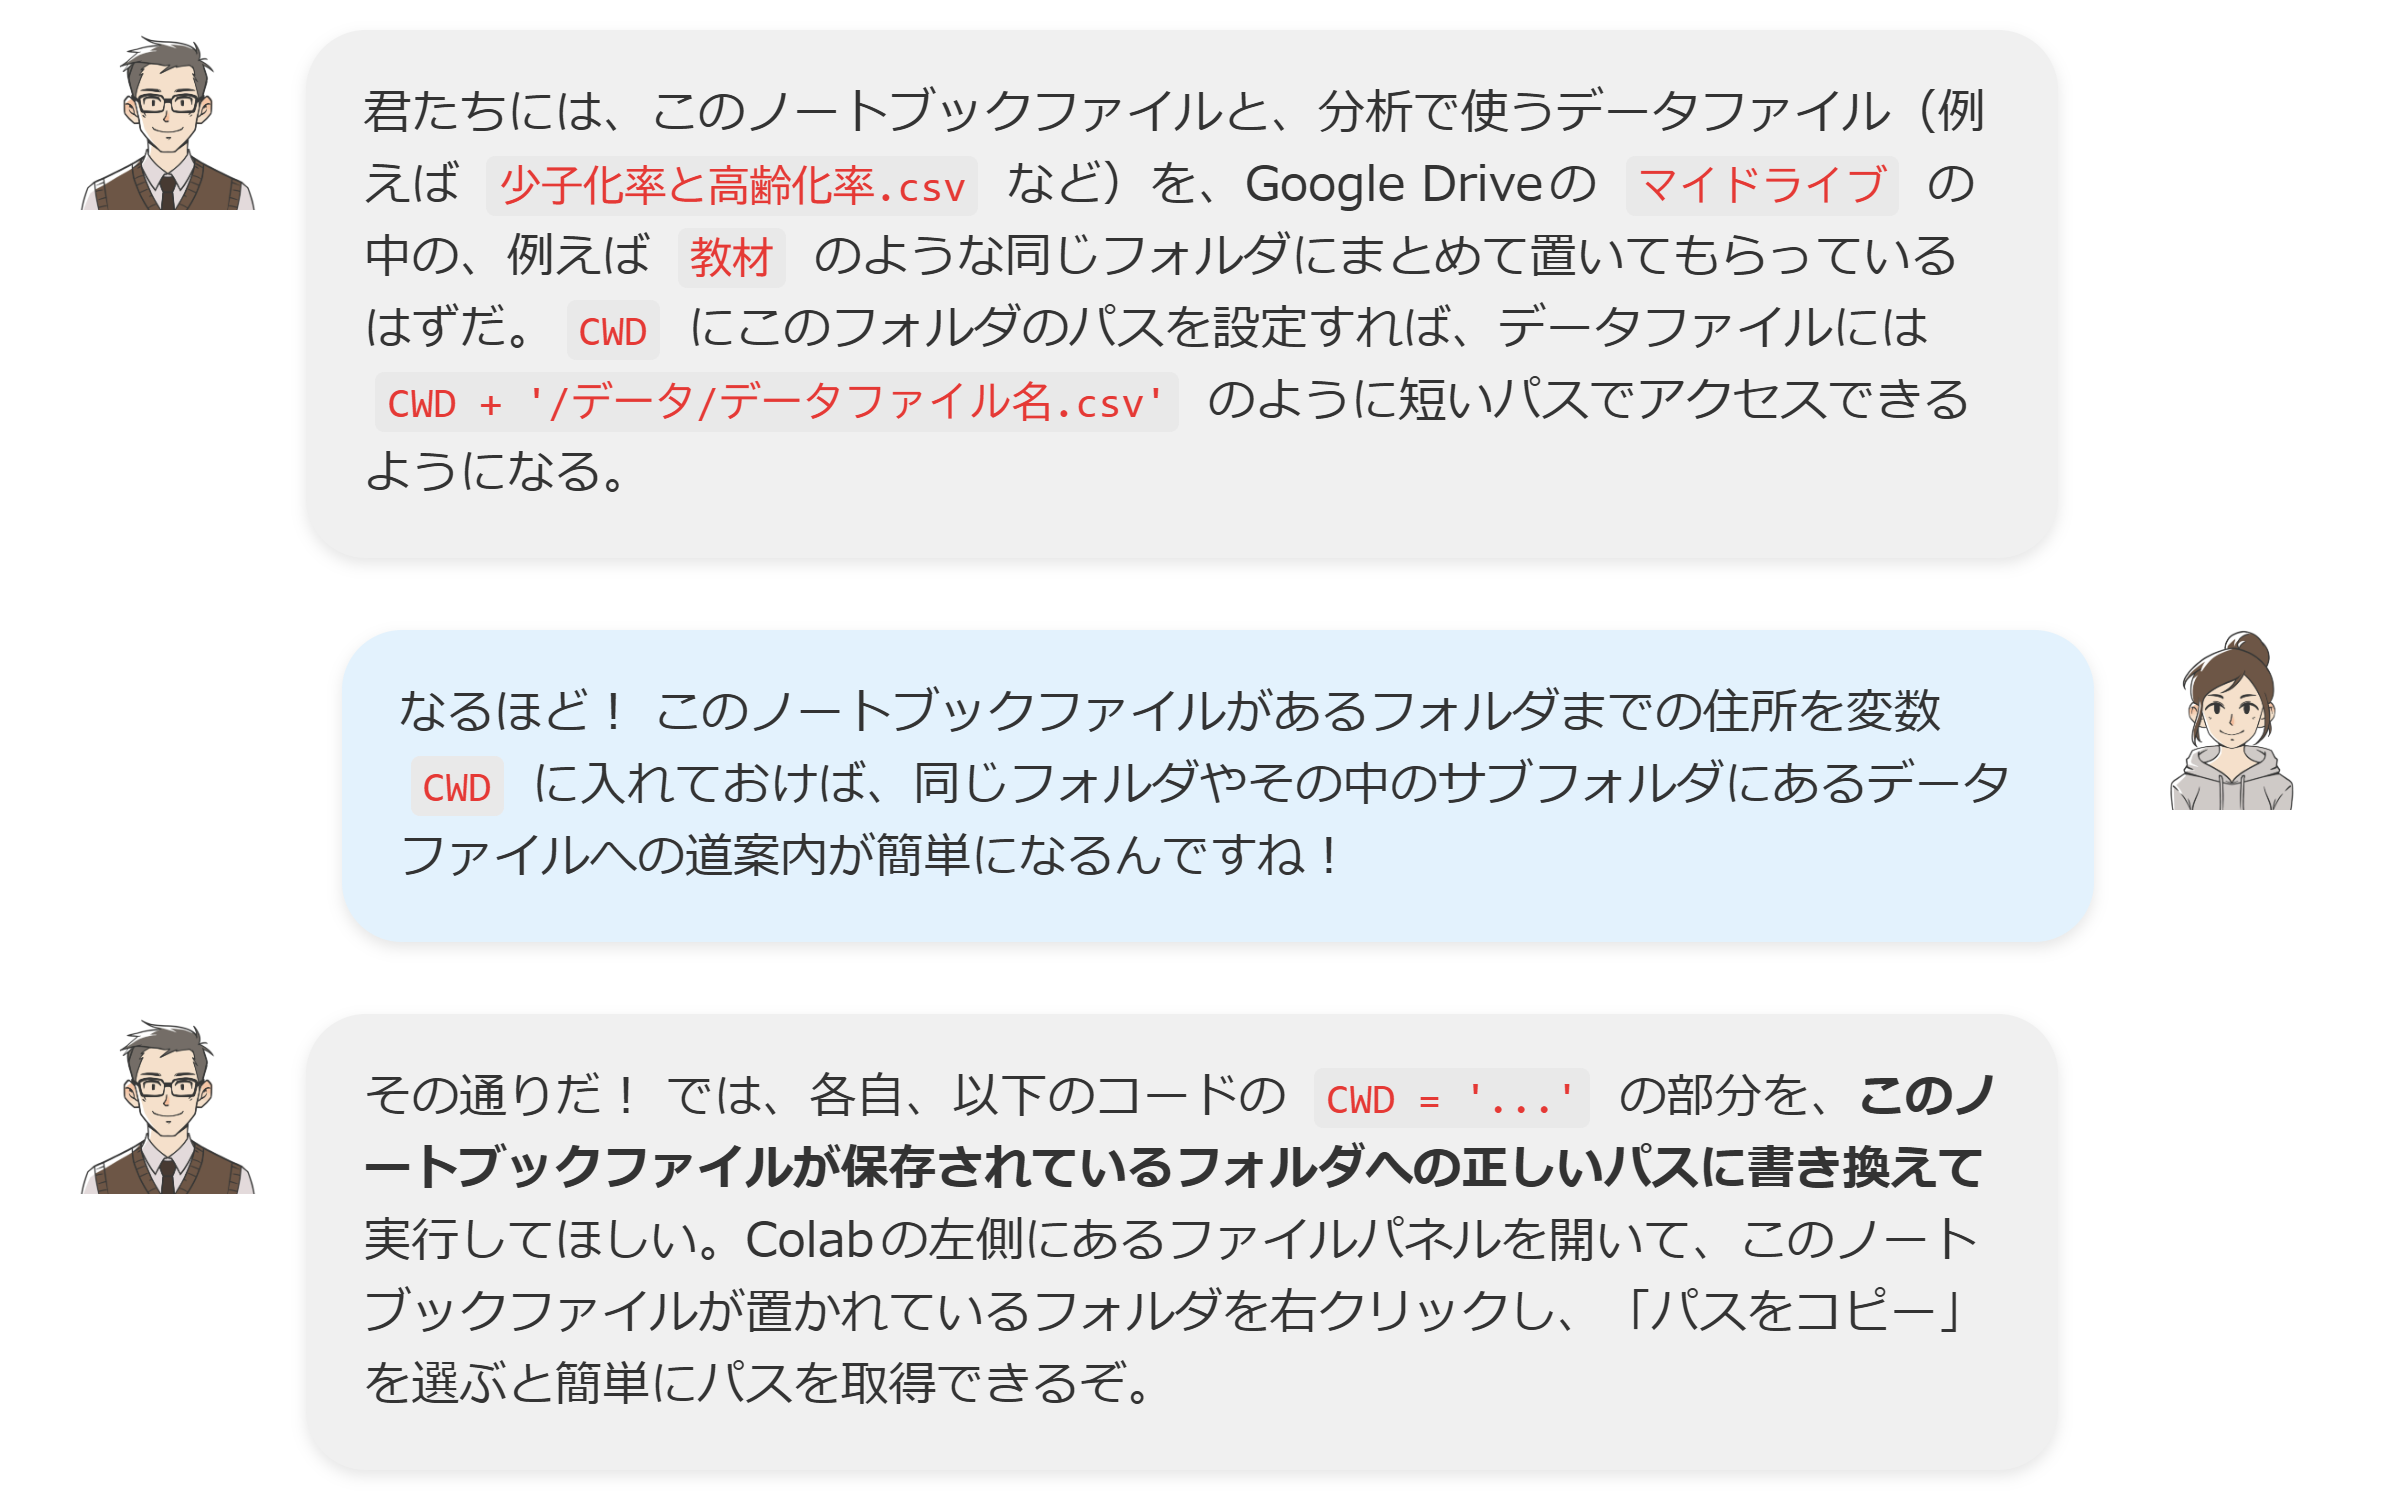 君たちには、このノートブックファイルと、分析で使うデータファイル（例
えば 少子化率と高齢化率.csv など）を、Google Driveの マイドライブ の
中の、例えば 教材 のような同じフォルダにまとめて置いてもらっている
はずだ。 CWD にこのフォルダのパスを設定すれば、データファイルには
CWD + '/データ/データファイル名.csv' のように短いパスでアクセスできる
ようになる。
なるほど！ このノートブックファイルがあるフォルダまでの住所を変数
CWD に入れておけば、同じフォルダやその中のサブフォルダにあるデータ
ファイルへの道案内が簡単になるんですね！
その通りだ！ では、各自、以下のコードの CWD = '...' の部分を、このノ
ートブックファイルが保存されているフォルダへの正しいパスに書き換えて
実行してほしい。Colabの左側にあるファイルパネルを開いて、このノート
ブックファイルが置かれているフォルダを右クリックし、「パスをコピー」
を選ぶと簡単にパスを取得できるぞ。